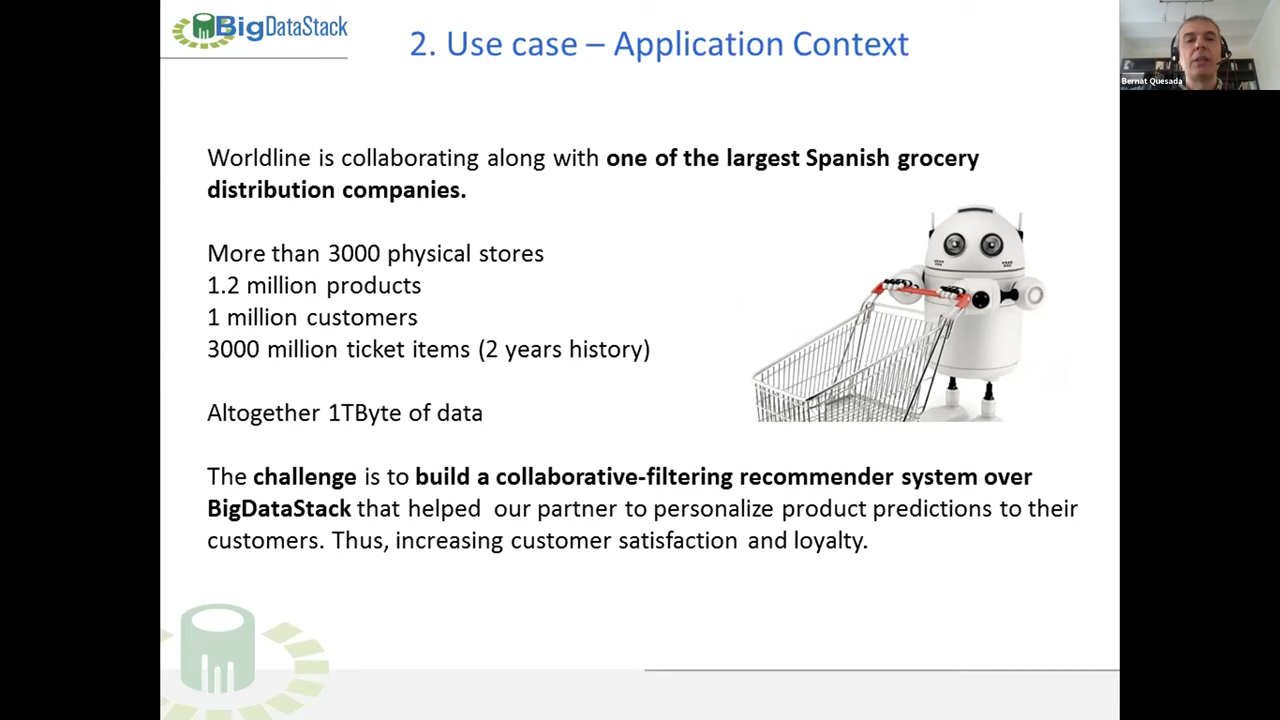 BigDataStack
2. Use case – Application Context
Bernat Quesada
Worldline is collaborating along with one of the largest Spanish grocery
distribution companies.
More than 3000 physical stores
1.2 million products
1 million customers
3000 million ticket items (2 years history)
Altogether 1TByte of data
The challenge is to build a collaborative-filtering recommender system over
BigDataStack that helped our partner to personalize product predictions to their
customers. Thus, increasing customer satisfaction and loyalty.